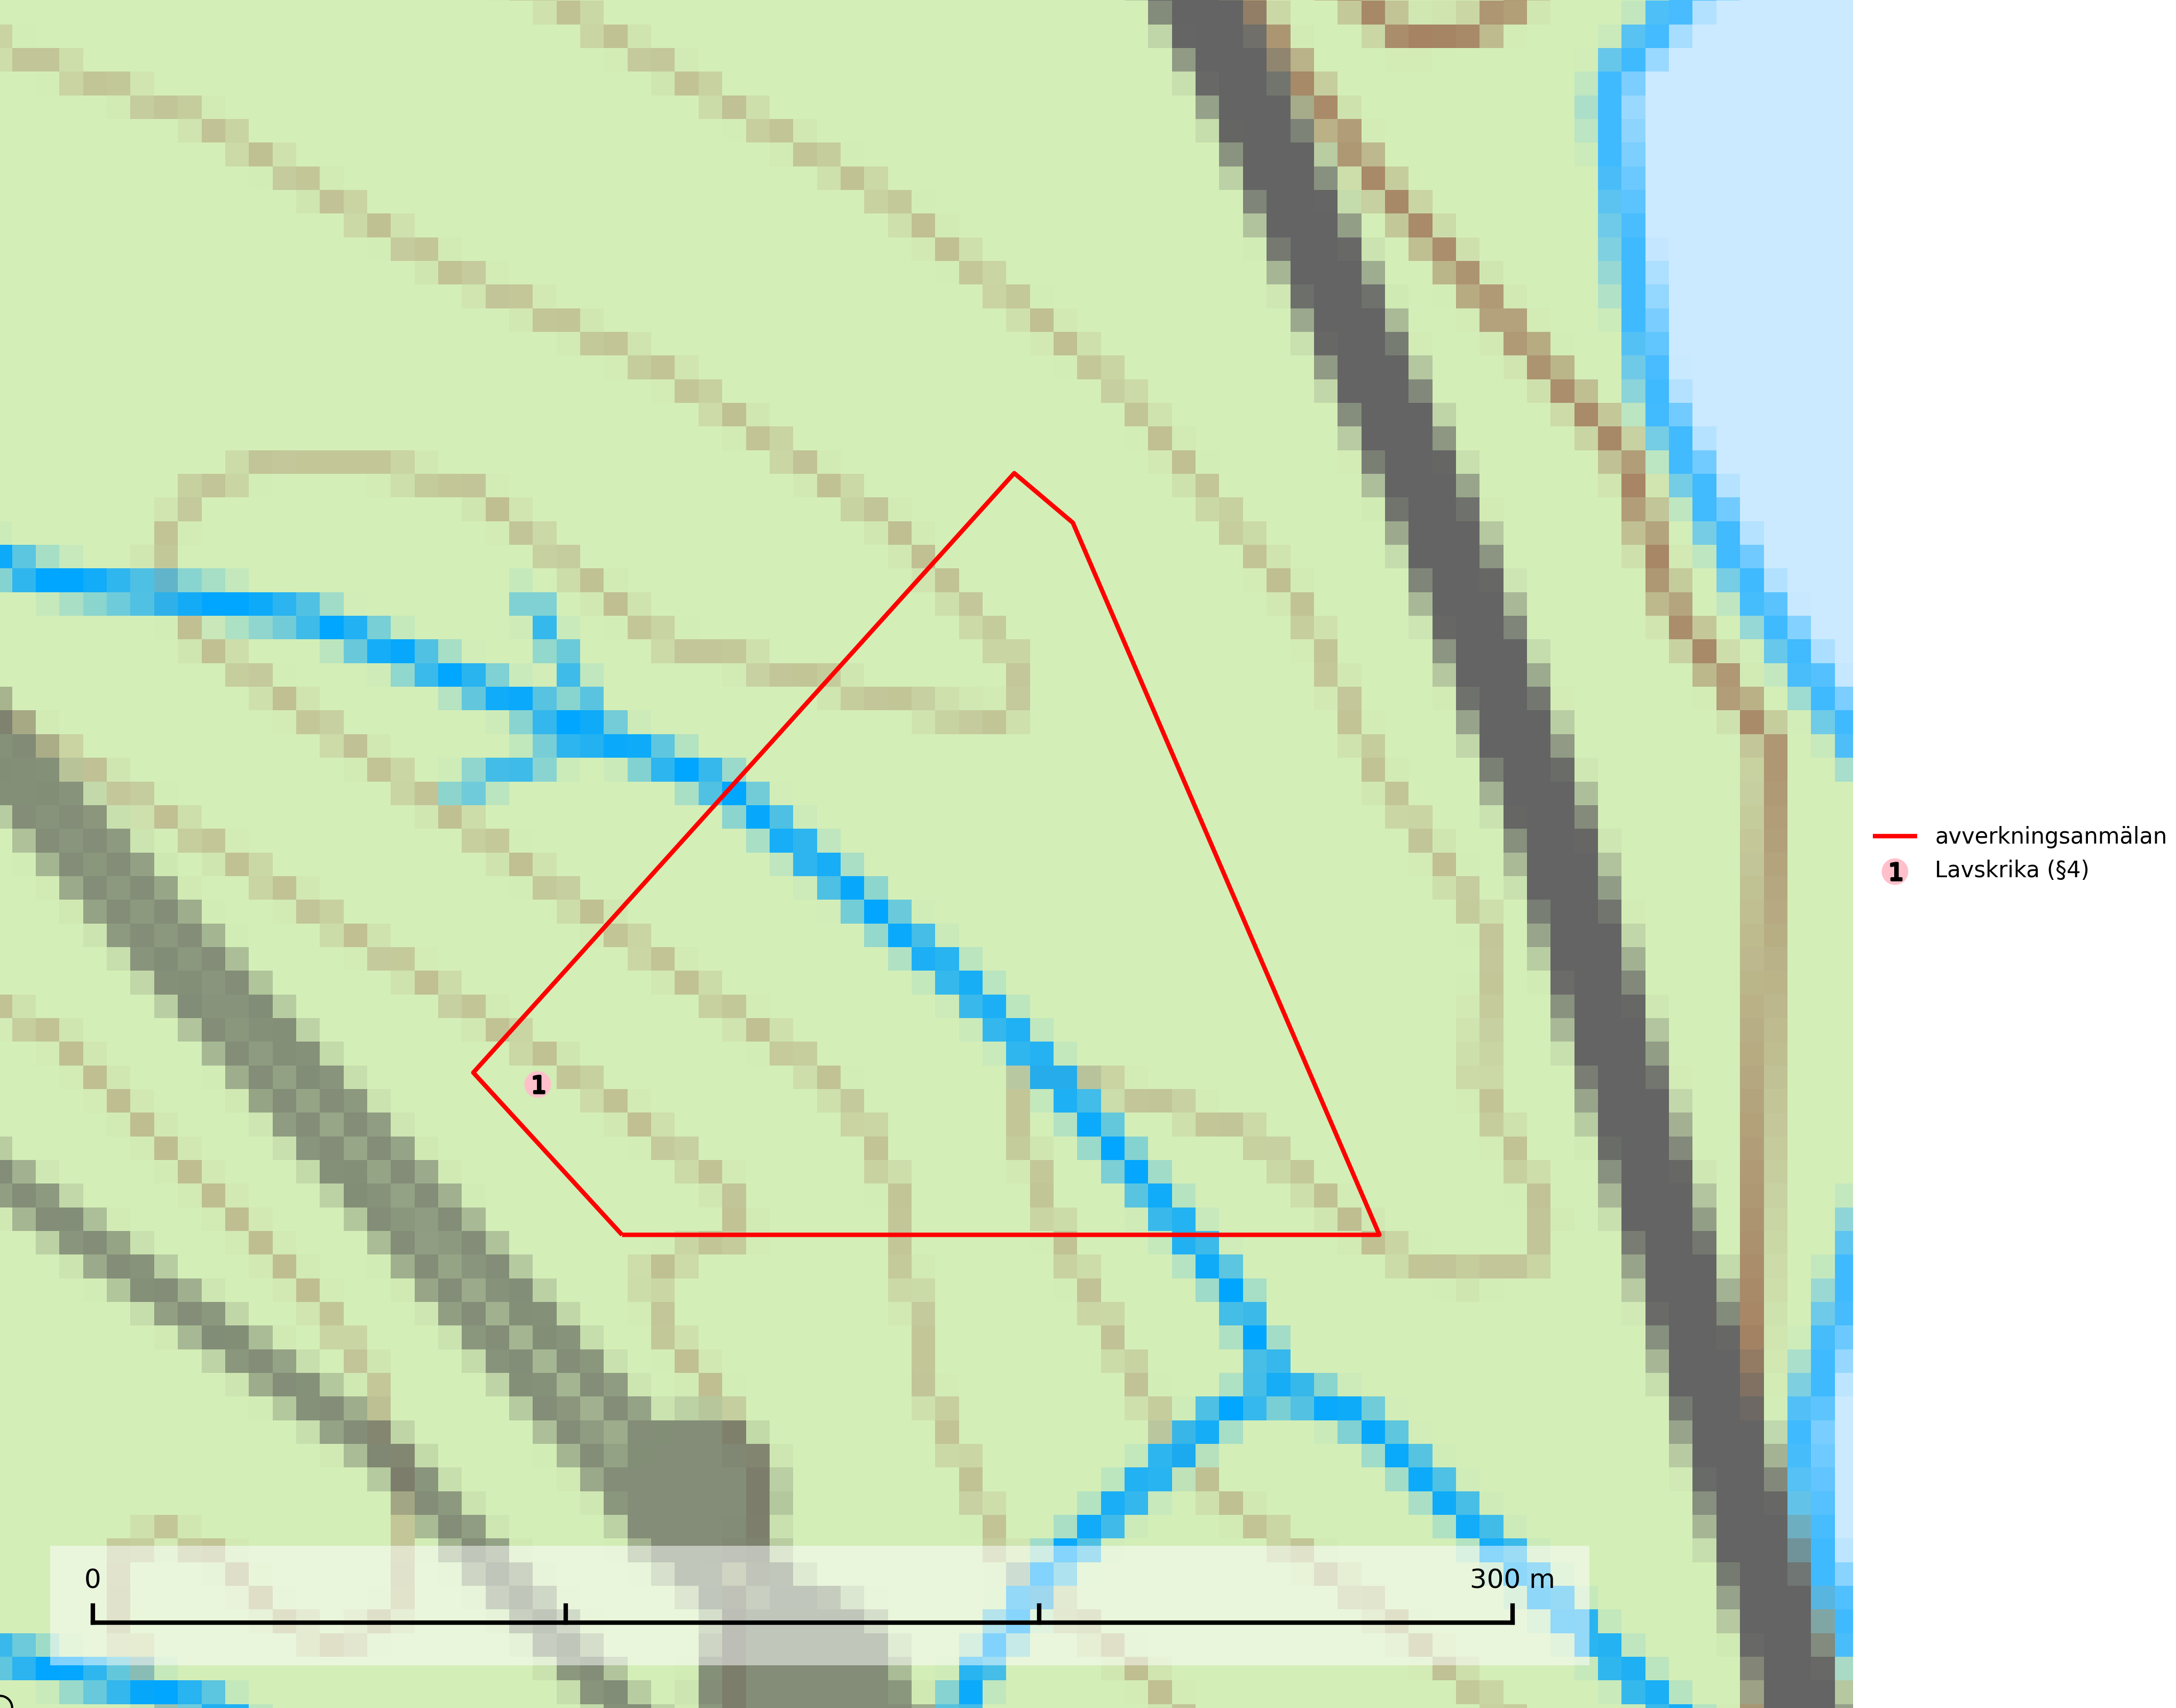 avverkningsanmälan
1 Lavskrika (§4)
1
0 300 m